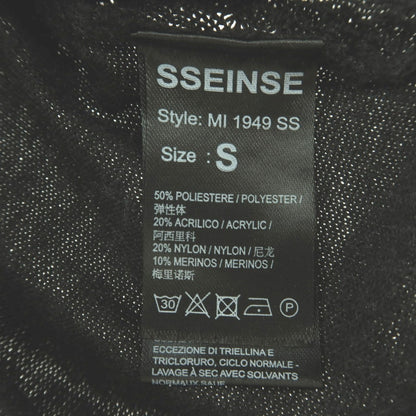 SSEINSE
Style: MI 1949 SS
Size : S
50% POLIESTERE / POLYESTER /
弹性体
20% ACRILICO / ACRYLIC /
阿西里科
20% NYLON / NYLON / 尼龙
10% MERINOS / MERINOS /
梅里诺斯
30 P
ECCEZIONE DI TRIELLINA E
TRICLORURO, CICLO NORMALE
LAVAGE À SEC AVEC SOLVANTS
NORMAUX SAUF